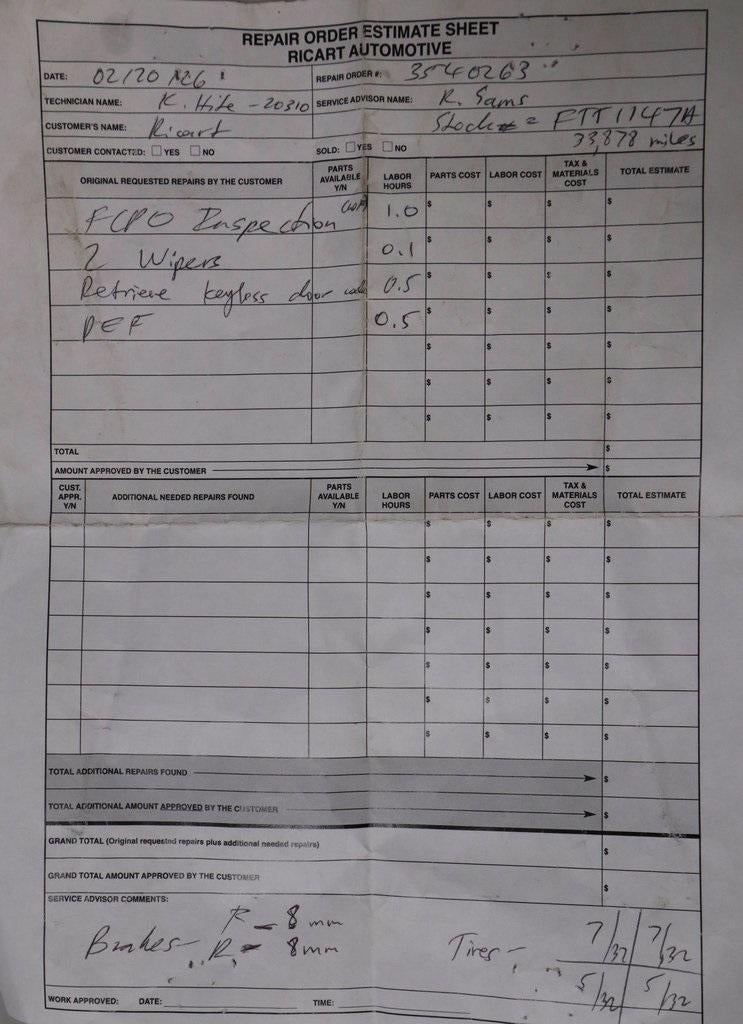 REPAIR ORDER ESTIMATE SHEET
RICART AUTOMOTIVE
DATE: 02/20/26 REPAIR ORDER #: 3540263
TECHNICIAN NAME: K. Hite - 20310 SERVICE ADVISOR NAME: R. Sams
CUSTOMER'S NAME: Ricart Stock# = FTT1147A
33,878 miles
CUSTOMER CONTACTED: YES NO SOLD: YES NO
ORIGINAL REQUESTED REPAIRS BY THE CUSTOMER PARTS AVAILABLE Y/N LABOR HOURS PARTS COST LABOR COST TAX & MATERIALS COST TOTAL ESTIMATE
FCPO Inspection 1.0 $ $ $ $
2 Wipers 0.1 $ $ $ $
Retrieve keyless door code 0.5 $ $ $ $
DEF 0.5 $ $ $ $
$ $ $ $
$ $ $ $
$ $ $ $
TOTAL $
AMOUNT APPROVED BY THE CUSTOMER $
CUST. APPR. Y/N ADDITIONAL NEEDED REPAIRS FOUND PARTS AVAILABLE Y/N LABOR HOURS PARTS COST LABOR COST TAX & MATERIALS COST TOTAL ESTIMATE
$ $ $ $
$ $ $ $
$ $ $ $
$ $ $ $
$ $ $ $
$ $ $ $
$ $ $ $
TOTAL ADDITIONAL REPAIRS FOUND $
TOTAL ADDITIONAL AMOUNT APPROVED BY THE CUSTOMER $
GRAND TOTAL (Original requested repairs plus additional needed repairs) $
GRAND TOTAL AMOUNT APPROVED BY THE CUSTOMER $
SERVICE ADVISOR COMMENTS:
F - 8mm
Brakes - R - 8mm Tires - 7/32 7/32
5/32 5/32
WORK APPROVED: DATE: TIME: